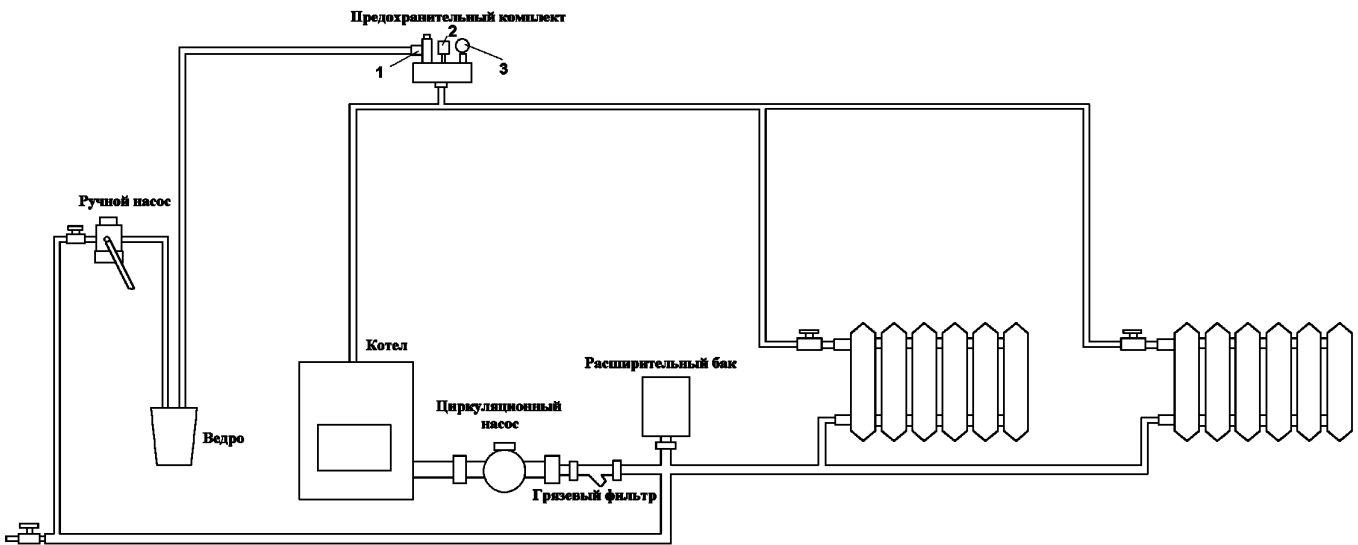 Предохранительный комплект
2
1
3
Ручной насос
Котел
Расширительный бак
Циркуляционный
насос
Ведро
Грязевый фильтр